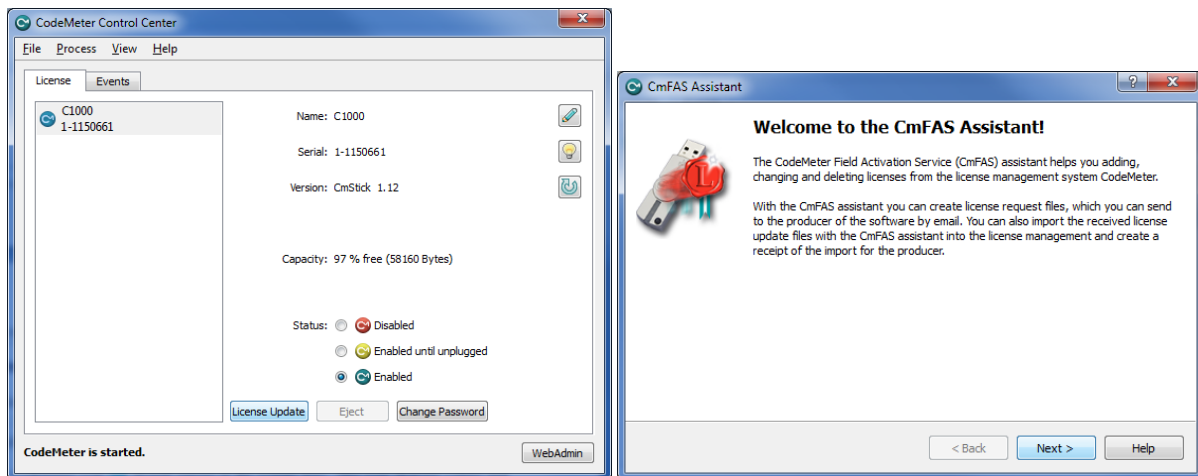 CodeMeter Control Center
File Process View Help
License Events
C1000
1-1150661
Name: C1000
Serial: 1-1150661
Version: CmStick 1.12
Capacity: 97 % free (58160 Bytes)
Status: Disabled
Enabled until unplugged
Enabled
License Update Eject Change Password
CodeMeter is started. WebAdmin
CmFAS Assistant
Welcome to the CmFAS Assistant!
The CodeMeter Field Activation Service (CmFAS) assistant helps you adding,
changing and deleting licenses from the license management system CodeMeter.
With the CmFAS assistant you can create license request files, which you can send
to the producer of the software by email. You can also import the received license
update files with the CmFAS assistant into the license management and create a
receipt of the import for the producer.
< Back Next > Help